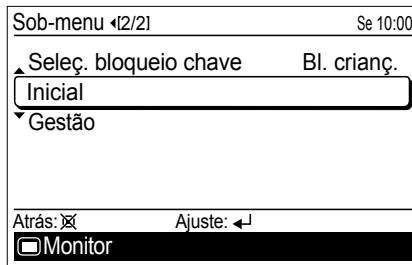 Sob-menu ◂[2/2] Se 10:00
Seleç. bloqueio chave Bl. crianç.
Inicial
Gestão
Atrás: Ajuste: ↵
Monitor